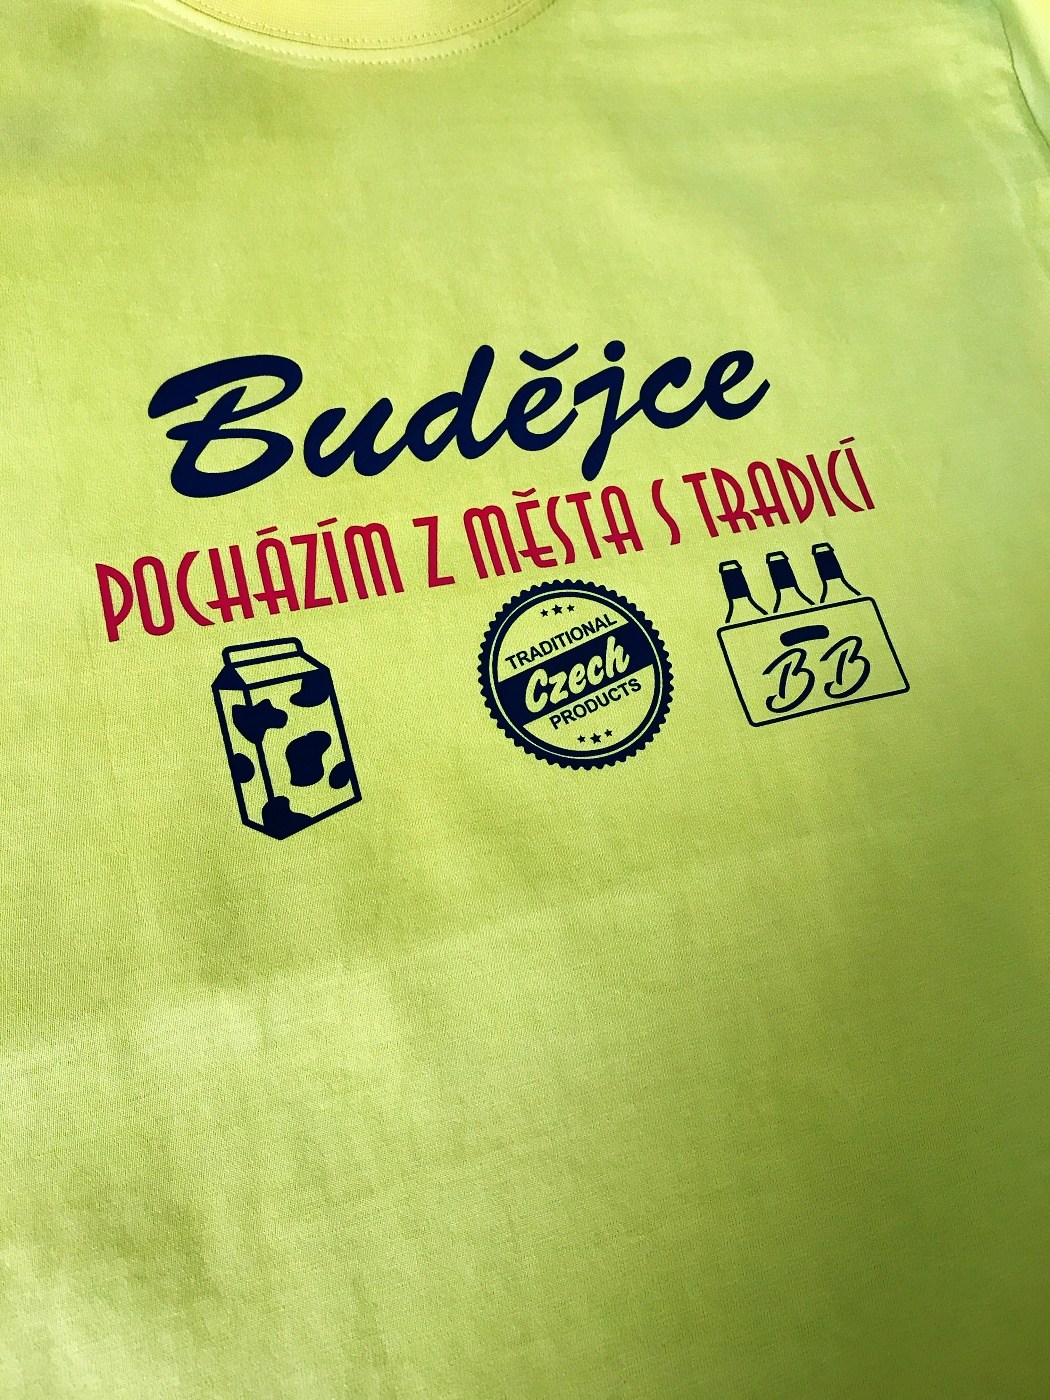 Budějce
POCHÁZÍM Z MĚSTA S TRADICÍ
TRADITIONAL
Czech
PRODUCTS
BB